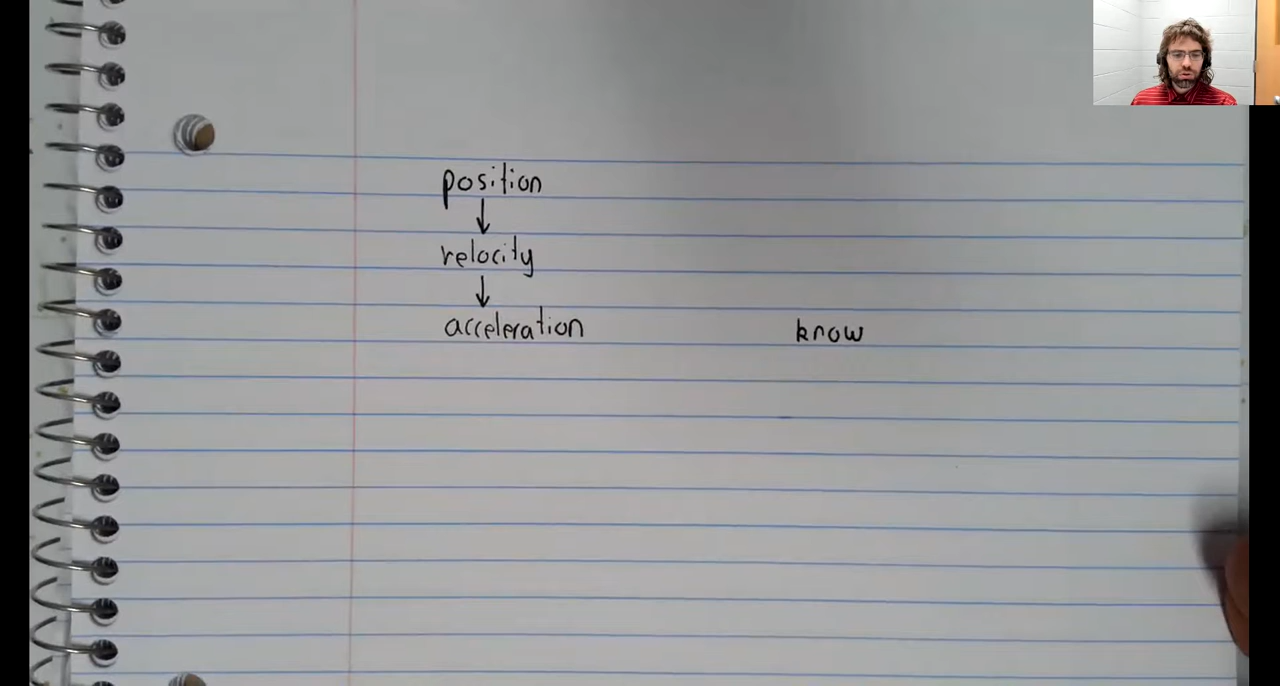 position
↓
velocity
↓
acceleration know